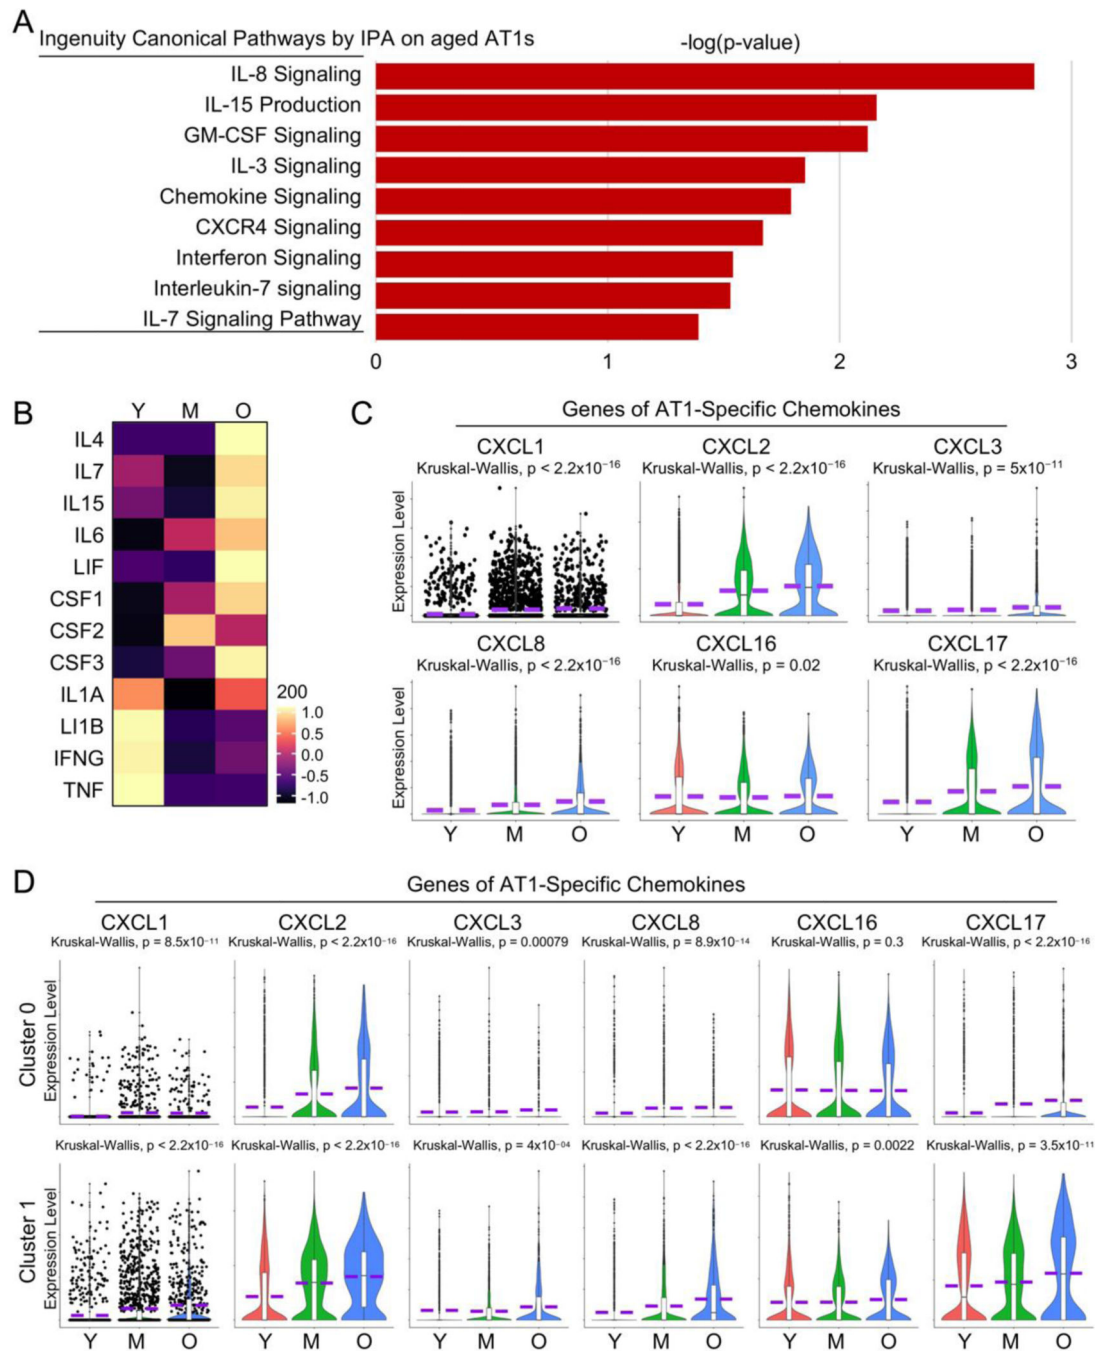 A
Ingenuity Canonical Pathways by IPA on aged AT1s
-log(p-value)
IL-8 Signaling
IL-15 Production
GM-CSF Signaling
IL-3 Signaling
Chemokine Signaling
CXCR4 Signaling
Interferon Signaling
Interleukin-7 signaling
IL-7 Signaling Pathway
0 1 2 3
B
Y M O
IL4
IL7
IL15
IL6
LIF
CSF1
CSF2
CSF3
IL1A
LI1B
IFNG
TNF
200
1.0
0.5
0.0
-0.5
-1.0
C
Genes of AT1-Specific Chemokines
CXCL1 CXCL2 CXCL3
Kruskal-Wallis, p < 2.2x10⁻¹⁶ Kruskal-Wallis, p < 2.2x10⁻¹⁶ Kruskal-Wallis, p = 5x10⁻¹¹
Expression Level
CXCL8 CXCL16 CXCL17
Kruskal-Wallis, p < 2.2x10⁻¹⁶ Kruskal-Wallis, p = 0.02 Kruskal-Wallis, p < 2.2x10⁻¹⁶
Expression Level
Y M O Y M O Y M O
D
Genes of AT1-Specific Chemokines
CXCL1 CXCL2 CXCL3 CXCL8 CXCL16 CXCL17
Kruskal-Wallis, p = 8.5x10⁻¹¹ Kruskal-Wallis, p < 2.2x10⁻¹⁶ Kruskal-Wallis, p = 0.00079 Kruskal-Wallis, p = 8.9x10⁻¹⁴ Kruskal-Wallis, p = 0.3 Kruskal-Wallis, p < 2.2x10⁻¹⁶
Cluster 0
Expression Level
Kruskal-Wallis, p < 2.2x10⁻¹⁶ Kruskal-Wallis, p < 2.2x10⁻¹⁶ Kruskal-Wallis, p = 4x10⁻⁰⁴ Kruskal-Wallis, p < 2.2x10⁻¹⁶ Kruskal-Wallis, p = 0.0022 Kruskal-Wallis, p = 3.5x10⁻¹¹
Cluster 1
Expression Level
Y M O Y M O Y M O Y M O Y M O Y M O